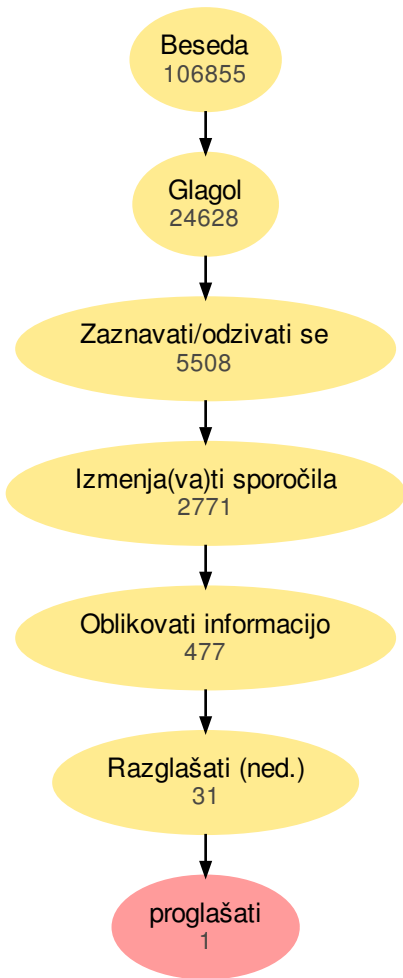 Beseda
106855
Glagol
24628
Zaznavati/odzivati se
5508
Izmenja(va)ti sporočila
2771
Oblikovati informacijo
477
Razglašati (ned.)
31
proglašati
1